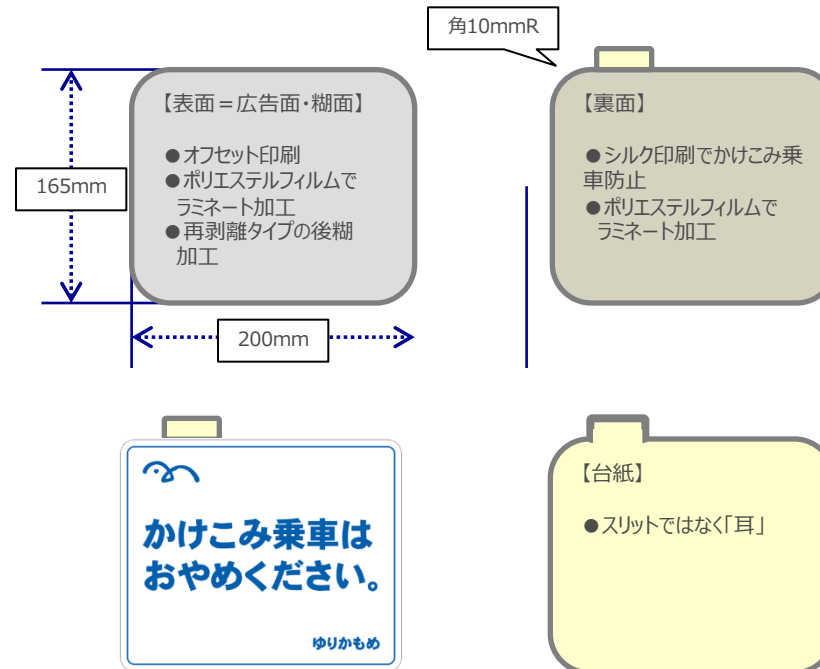 角10mmR
【表面＝広告面・糊面】
●オフセット印刷
●ポリエステルフィルムで
ラミネート加工
●再剥離タイプの後糊
加工
165mm
200mm
【裏面】
●シルク印刷でかけこみ乗
車防止
●ポリエステルフィルムで
ラミネート加工
かけこみ乗車は
おやめください。
ゆりかもめ
【台紙】
●スリットではなく「耳」